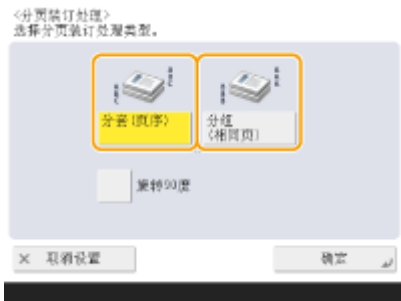 <分页装订处理>
选择分页装订处理类型。
分套(页序)
分组
(相同页)
旋转90度
× 取消设置
确定